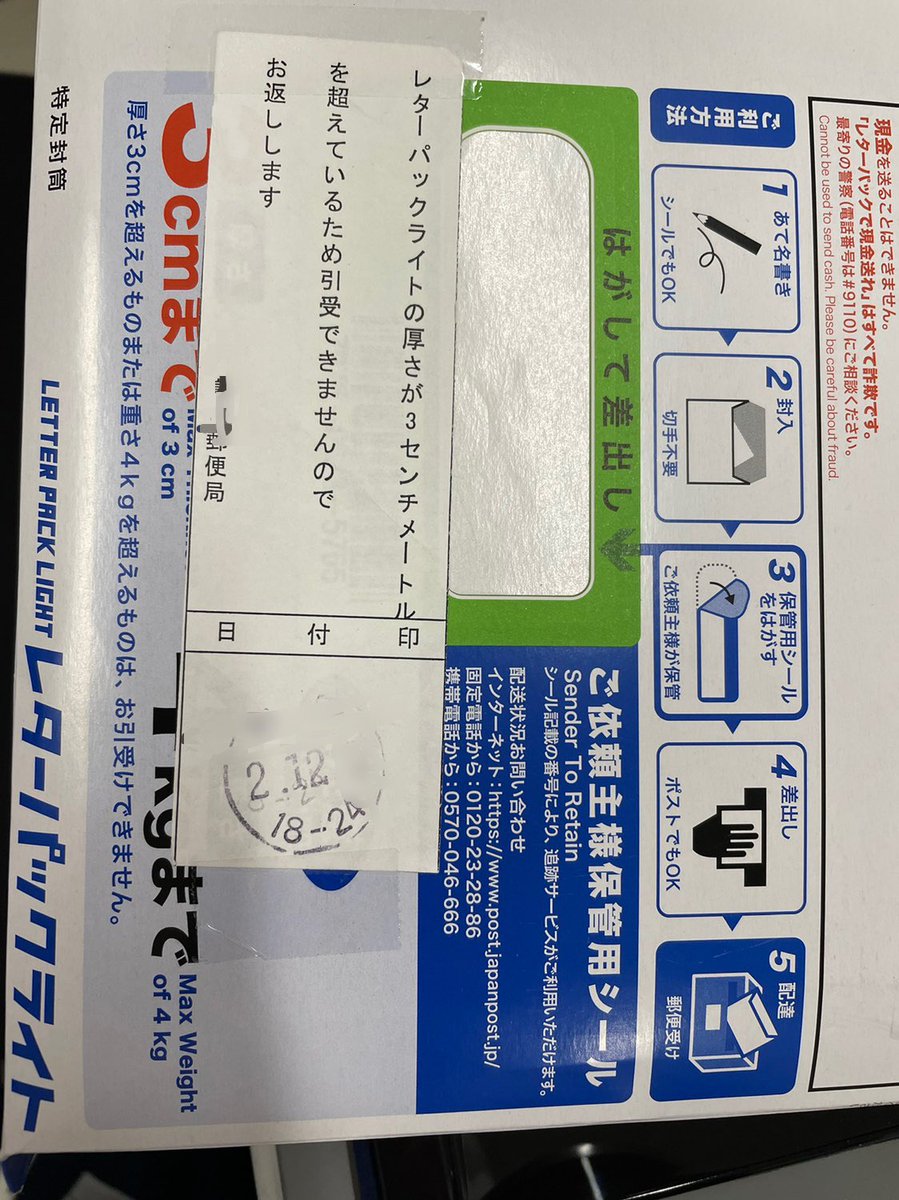 現金を送ることはできません。
「レターパックで現金送れ」はすべて詐欺です。
最寄りの警察(電話番号は#9110)にご相談ください。
Cannot be used to send cash. Please be careful about fraud.
ご利用方法
1 あて名書き
シールでもOK
2 封入
切手不要
3 保管用シール
をはがす
ご依頼主様が保管
4 差出し
ポストでもOK
5 配達
郵便受け
はがして差出し
ご依頼主様保管用シール
Sender To Retain
シール記載の番号により、追跡サービスがご利用いただけます。
配送状況お問い合わせ
インターネット:https://www.post.japanpost.jp/
固定電話から:0120-23-28-86
携帯電話から:0570-046-666
レターパックライトの厚さが3センチメートル
を超えているため引受できませんので
お返しします
郵便局
日付印
2.12
18-24
3cmまで
of 3 cm
kgまで
Max Weight
of 4 kg
厚さ3cmを超えるものまたは重さ4kgを超えるものは、お引受けできません。
特定封筒
LETTER PACK LIGHT レターパックライト